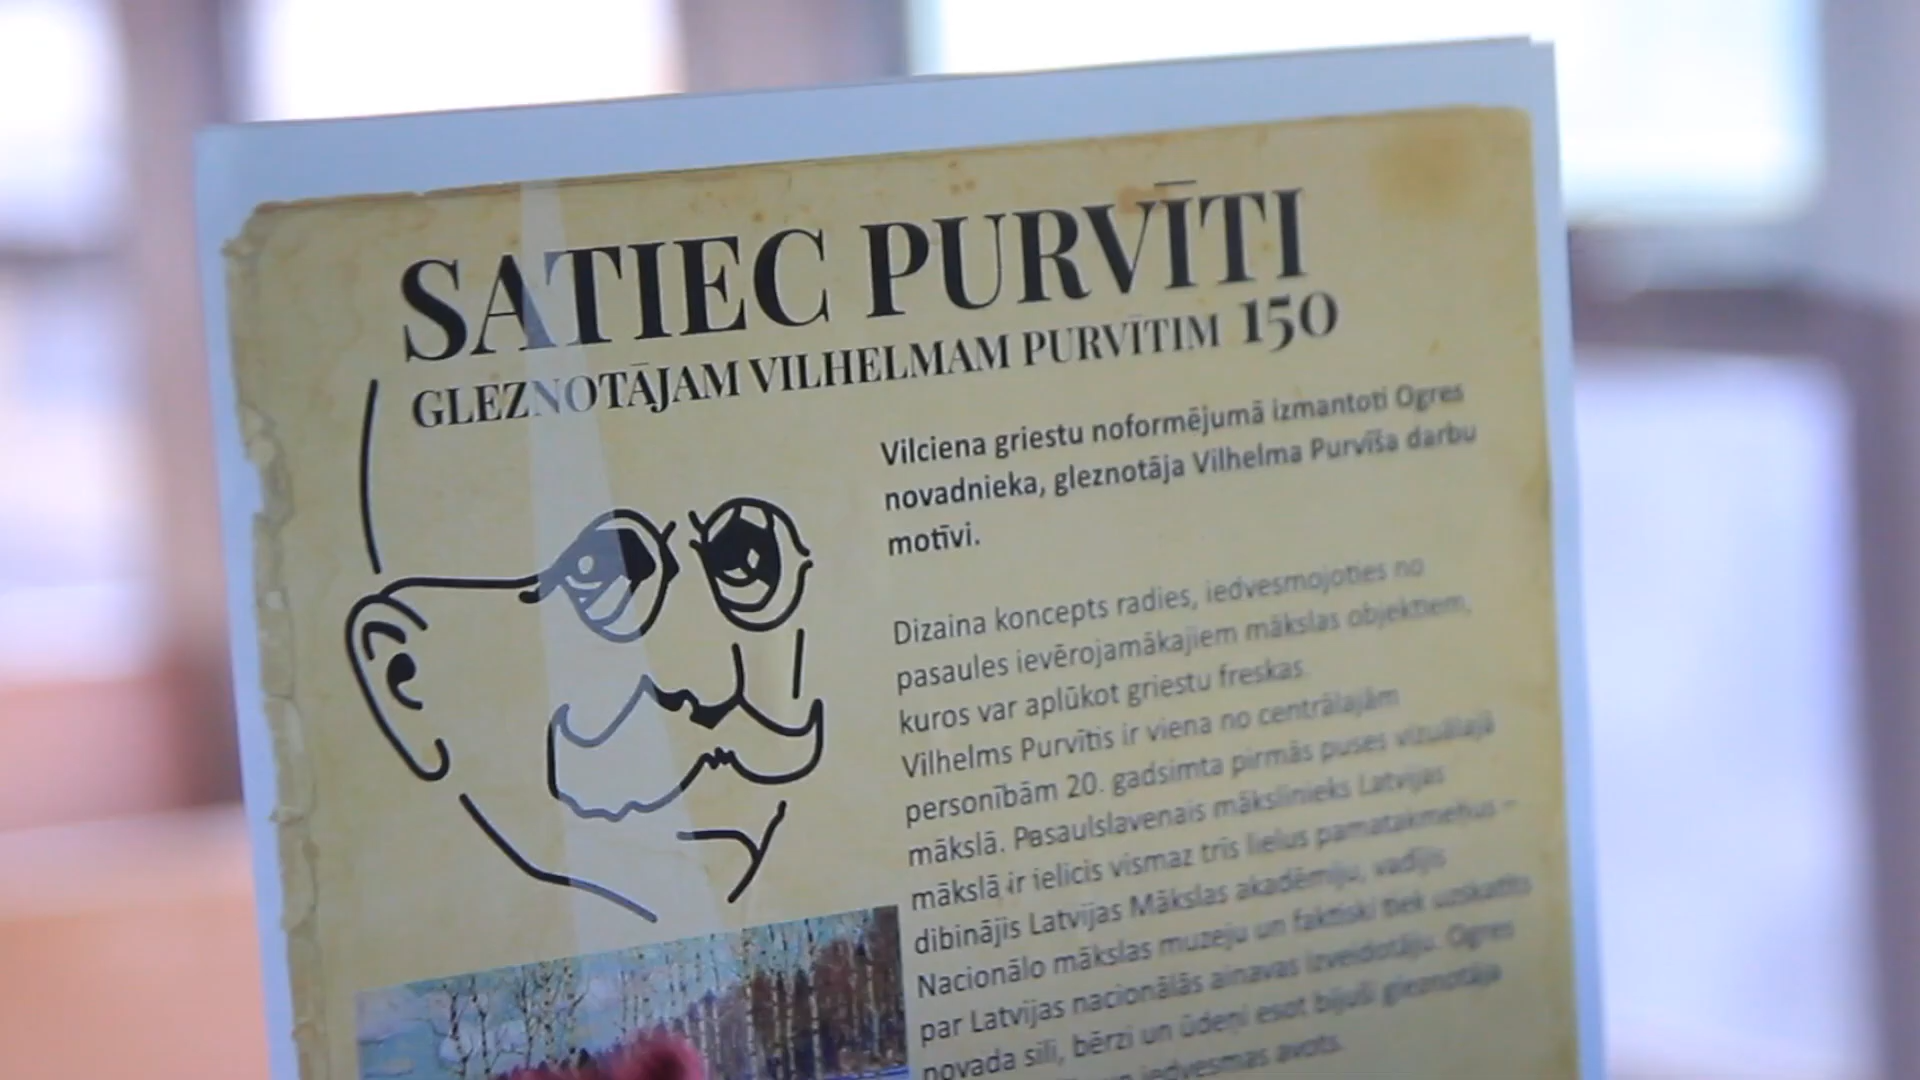 SATIEC PURVĪTI
GLEZNOTĀJAM VILHELMAM PURVĪTIM 150
Vilciena griestu noformējumā izmantoti Ogres
novadnieka, gleznotāja Vilhelma Purvīša darbu
motīvi.
Dizaina koncepts radies, iedvesmojoties no
pasaules ievērojamākajiem mākslas objektiem,
kuros var aplūkot griestu freskas.
Vilhelms Purvītis ir viena no centrālajām
personībām 20. gadsimta pirmās puses vizuālajā
mākslā. Pasaulslavenais mākslinieks Latvijas
mākslā ir ielicis vismaz trīs lielus pamatakmeņus –
dibinājis Latvijas Mākslas akadēmiju, vadījis
Nacionālo mākslas muzeju un faktiski tiek uzskatīts
par Latvijas nacionālās ainavas izveidotāju. Ogres
novada sili, bērzi un ūdeņi esot bijuši gleznotāja
iedvesmas avots.